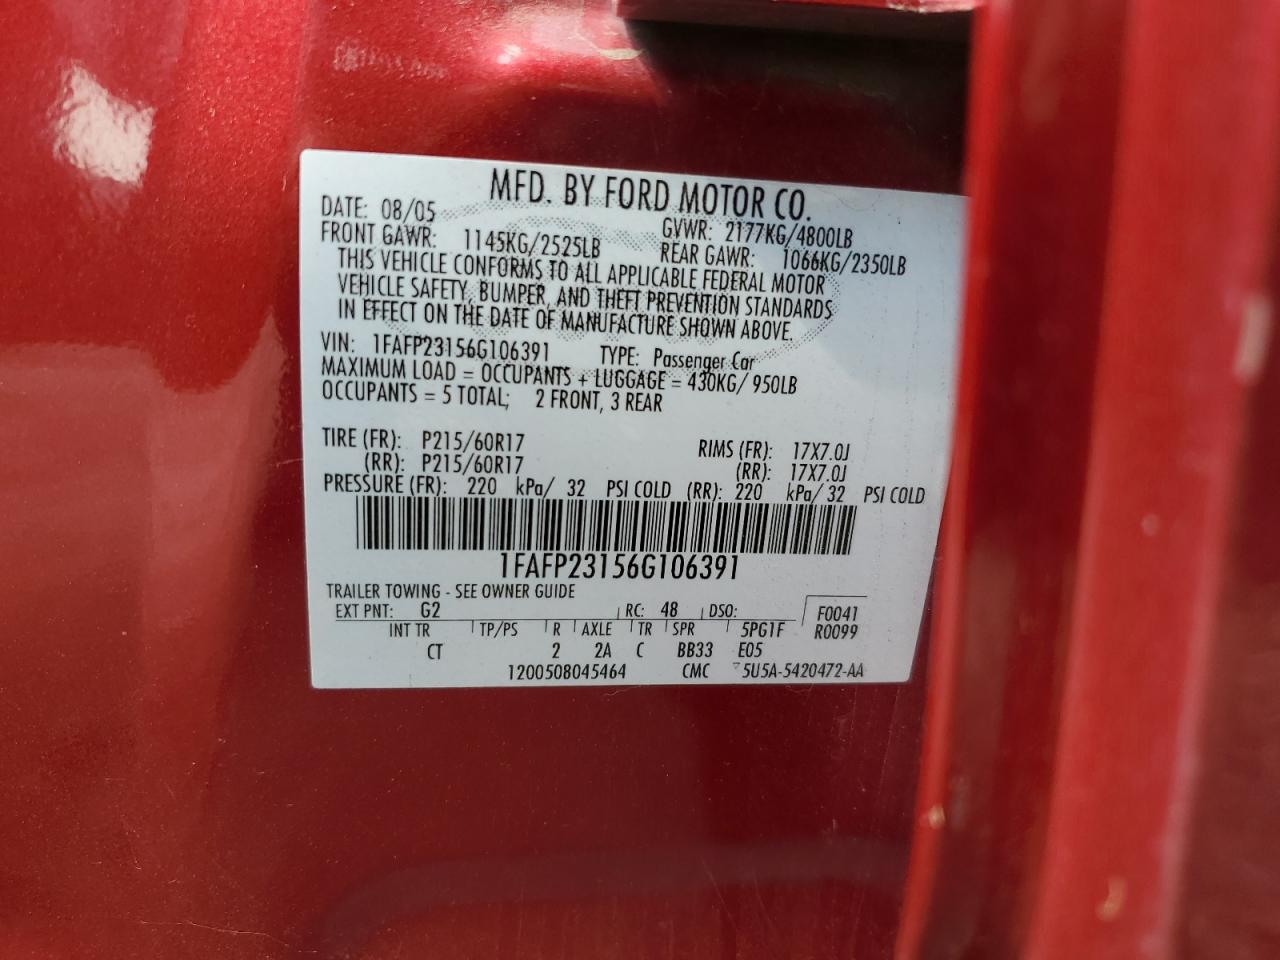 MFD. BY FORD MOTOR CO.
DATE: 08/05 GVWR: 2177KG/4800LB
FRONT GAWR: 1145KG/2525LB REAR GAWR: 1066KG/2350LB
THIS VEHICLE CONFORMS TO ALL APPLICABLE FEDERAL MOTOR
VEHICLE SAFETY, BUMPER, AND THEFT PREVENTION STANDARDS
IN EFFECT ON THE DATE OF MANUFACTURE SHOWN ABOVE.
VIN: 1FAFP23156G106391 TYPE: Passenger Car
MAXIMUM LOAD = OCCUPANTS + LUGGAGE = 430KG/ 950LB
OCCUPANTS = 5 TOTAL; 2 FRONT, 3 REAR
TIRE (FR): P215/60R17 RIMS (FR): 17X7.0J
(RR): P215/60R17 (RR): 17X7.0J
PRESSURE (FR): 220 kPa/ 32 PSI COLD (RR): 220 kPa/ 32 PSI COLD
1FAFP23156G106391
TRAILER TOWING - SEE OWNER GUIDE
EXT PNT: G2 RC: 48 DSO: F0041
INT TR TP/PS R AXLE TR SPR 5PG1F R0099
CT 2 2A C BB33 E05
1200508045464 CMC 5U5A-5420472-AA